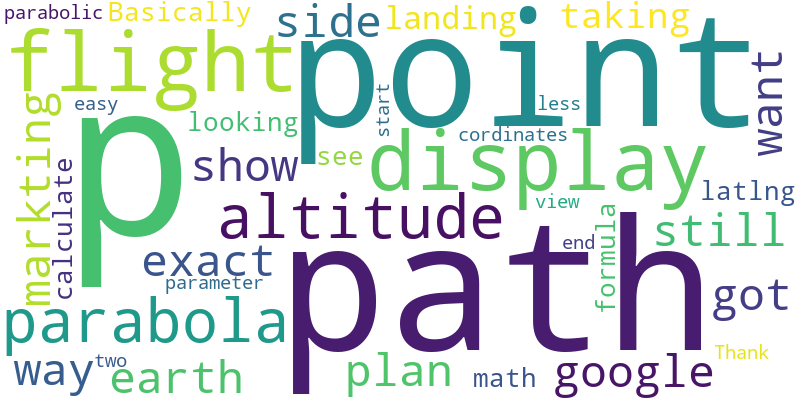 parabolic Basically side landing taking
flight point
easy less want
p looking start cordinates
markting show see display
calculate altitude view latlng
exact path end formula still
parameter got
parabola
way two earth plan math google Thank